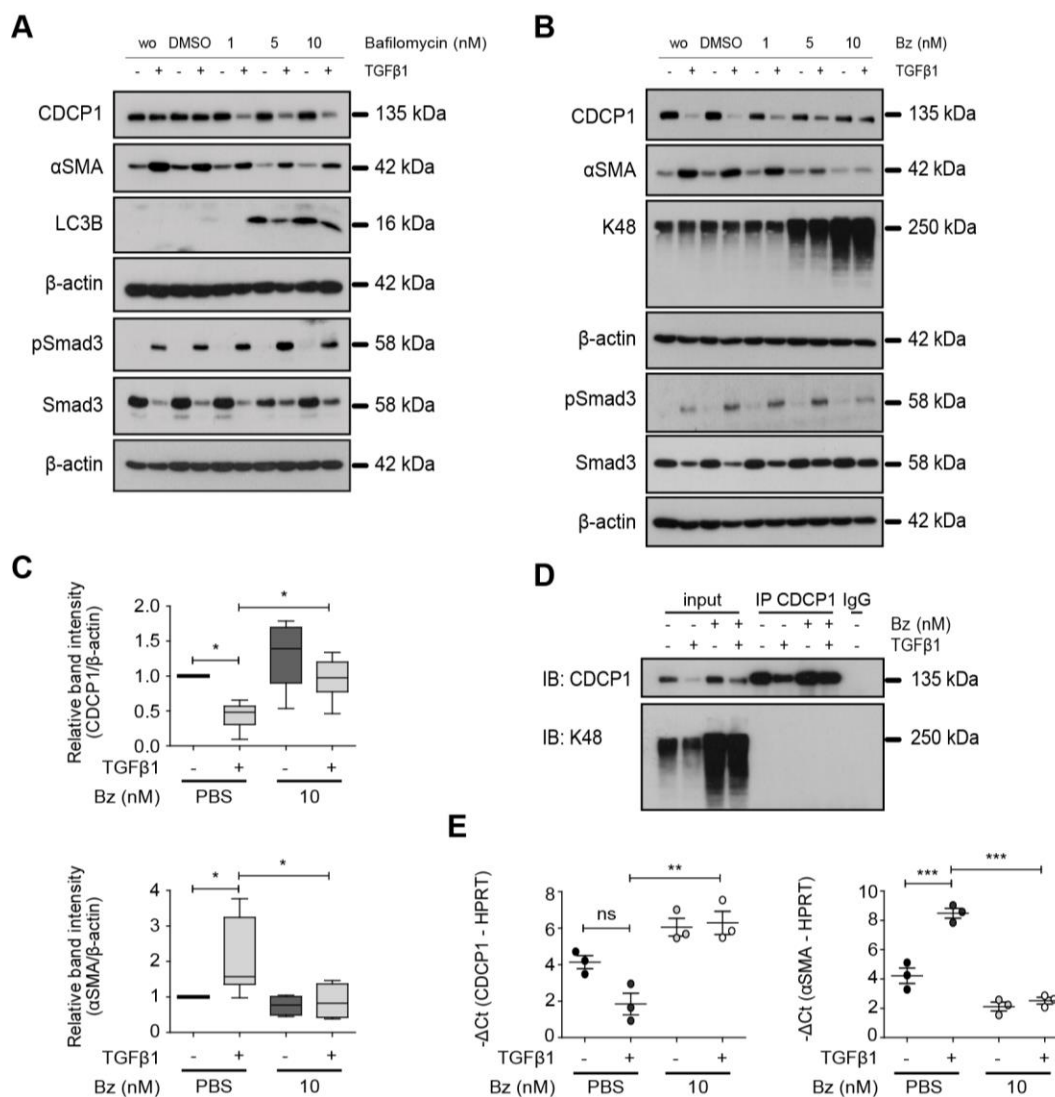 A
wo DMSO 1 5 10 Bafilomycin (nM)
- + - + - + - + - + TGFβ1
CDCP1 135 kDa
αSMA 42 kDa
LC3B 16 kDa
β-actin 42 kDa
pSmad3 58 kDa
Smad3 58 kDa
β-actin 42 kDa
B
wo DMSO 1 5 10 Bz (nM)
- + - + - + - + - + TGFβ1
CDCP1 135 kDa
αSMA 42 kDa
K48 250 kDa
β-actin 42 kDa
pSmad3 58 kDa
Smad3 58 kDa
β-actin 42 kDa
C
Relative band intensity
(CDCP1/β-actin)
2.0
1.5
1.0
0.5
0.0
* *
TGFβ1 - + - +
Bz (nM) PBS 10
Relative band intensity
(αSMA/β-actin)
5
4
3
2
1
0
* *
TGFβ1 - + - +
Bz (nM) PBS 10
D
input IP CDCP1 IgG
- - + + - - + + - Bz (nM)
- + - + - + - + - TGFβ1
IB: CDCP1 135 kDa
IB: K48 250 kDa
E
-ΔCt (CDCP1 - HPRT)
8
6
4
2
0
ns **
TGFβ1 - + - +
Bz (nM) PBS 10
-ΔCt (αSMA - HPRT)
10
8
6
4
2
0
*** ***
TGFβ1 - + - +
Bz (nM) PBS 10